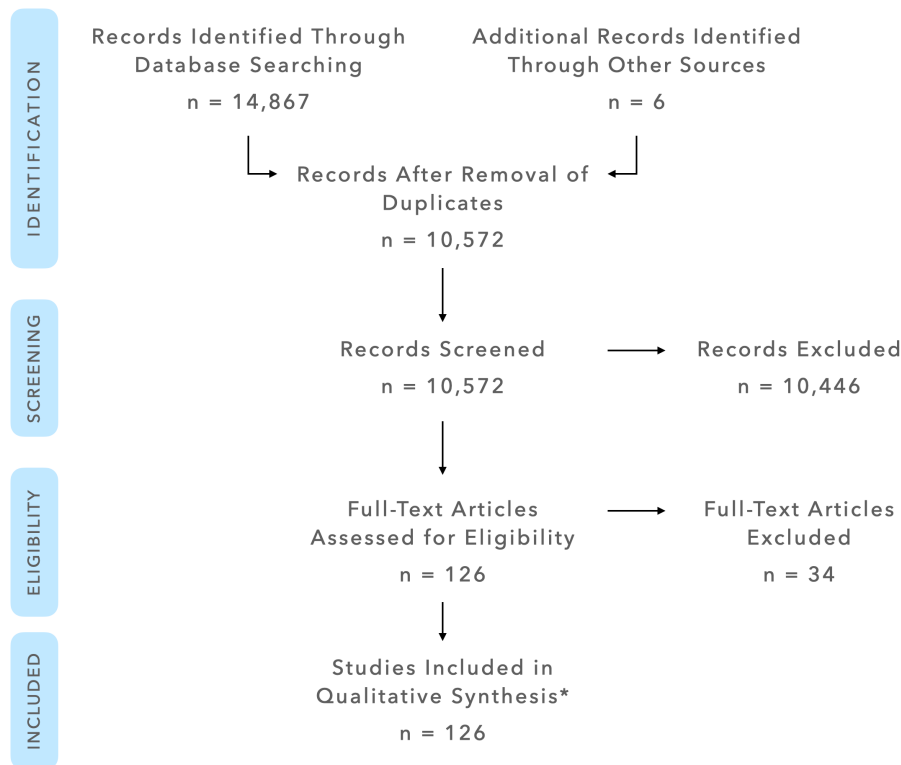 IDENTIFICATION
Records Identified Through
Database Searching
n = 14,867
Additional Records Identified
Through Other Sources
n = 6
Records After Removal of
Duplicates
n = 10,572
SCREENING
Records Screened
n = 10,572
Records Excluded
n = 10,446
ELIGIBILITY
Full-Text Articles
Assessed for Eligibility
n = 126
Full-Text Articles
Excluded
n = 34
INCLUDED
Studies Included in
Qualitative Synthesis*
n = 126